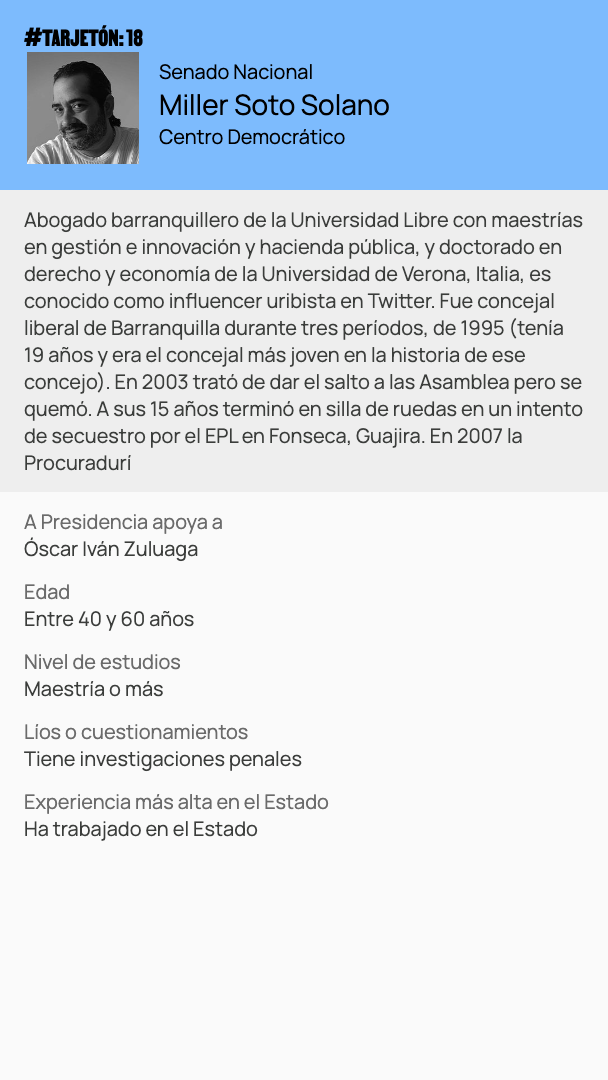 #TARJETÓN: 18
Senado Nacional
Miller Soto Solano
Centro Democrático
Abogado barranquillero de la Universidad Libre con maestrías
en gestión e innovación y hacienda pública, y doctorado en
derecho y economía de la Universidad de Verona, Italia, es
conocido como influencer uribista en Twitter. Fue concejal
liberal de Barranquilla durante tres períodos, de 1995 (tenía
19 años y era el concejal más joven en la historia de ese
concejo). En 2003 trató de dar el salto a las Asamblea pero se
quemó. A sus 15 años terminó en silla de ruedas en un intento
de secuestro por el EPL en Fonseca, Guajira. En 2007 la
Procuradurí
A Presidencia apoya a
Óscar Iván Zuluaga
Edad
Entre 40 y 60 años
Nivel de estudios
Maestría o más
Líos o cuestionamientos
Tiene investigaciones penales
Experiencia más alta en el Estado
Ha trabajado en el Estado